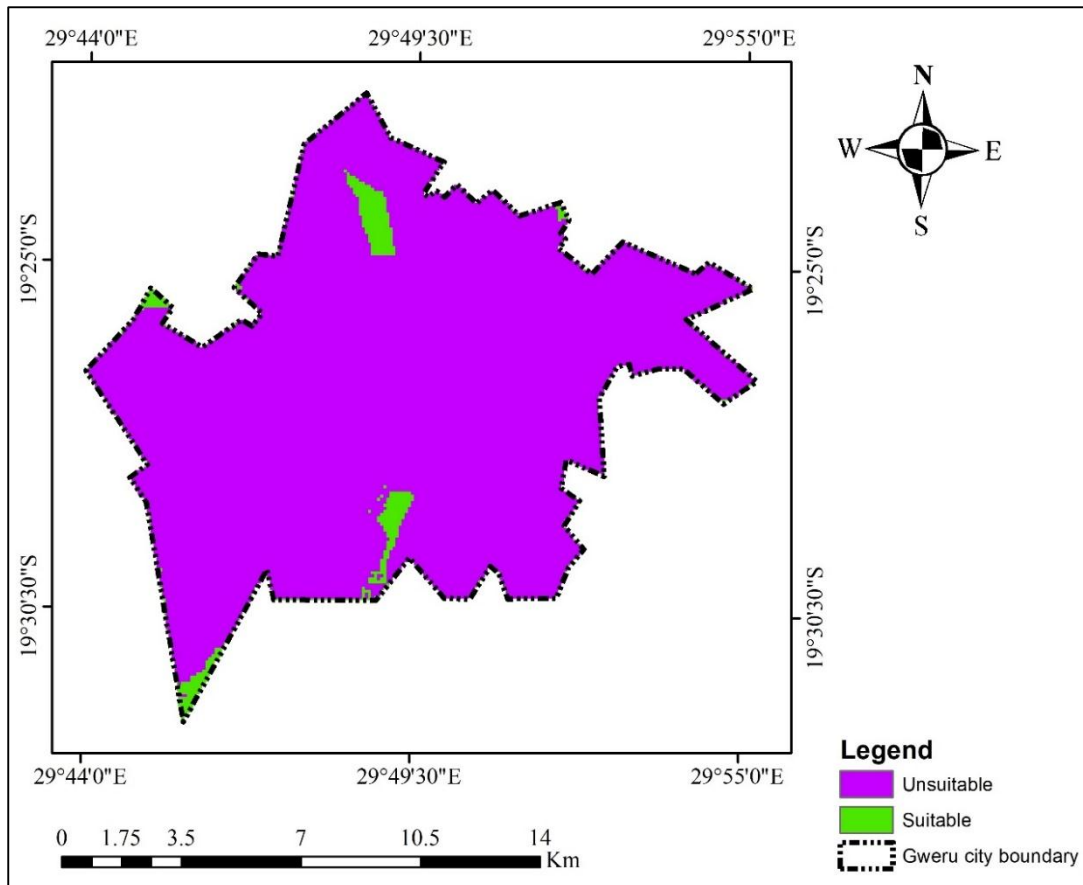 29°44'0"E 29°49'30"E 29°55'0"E
N
W E
S
19°25'0"S 19°25'0"S
19°30'30"S 19°30'30"S
29°44'0"E 29°49'30"E 29°55'0"E
Legend
Unsuitable
Suitable
Gweru city boundary
0 1.75 3.5 7 10.5 14
Km